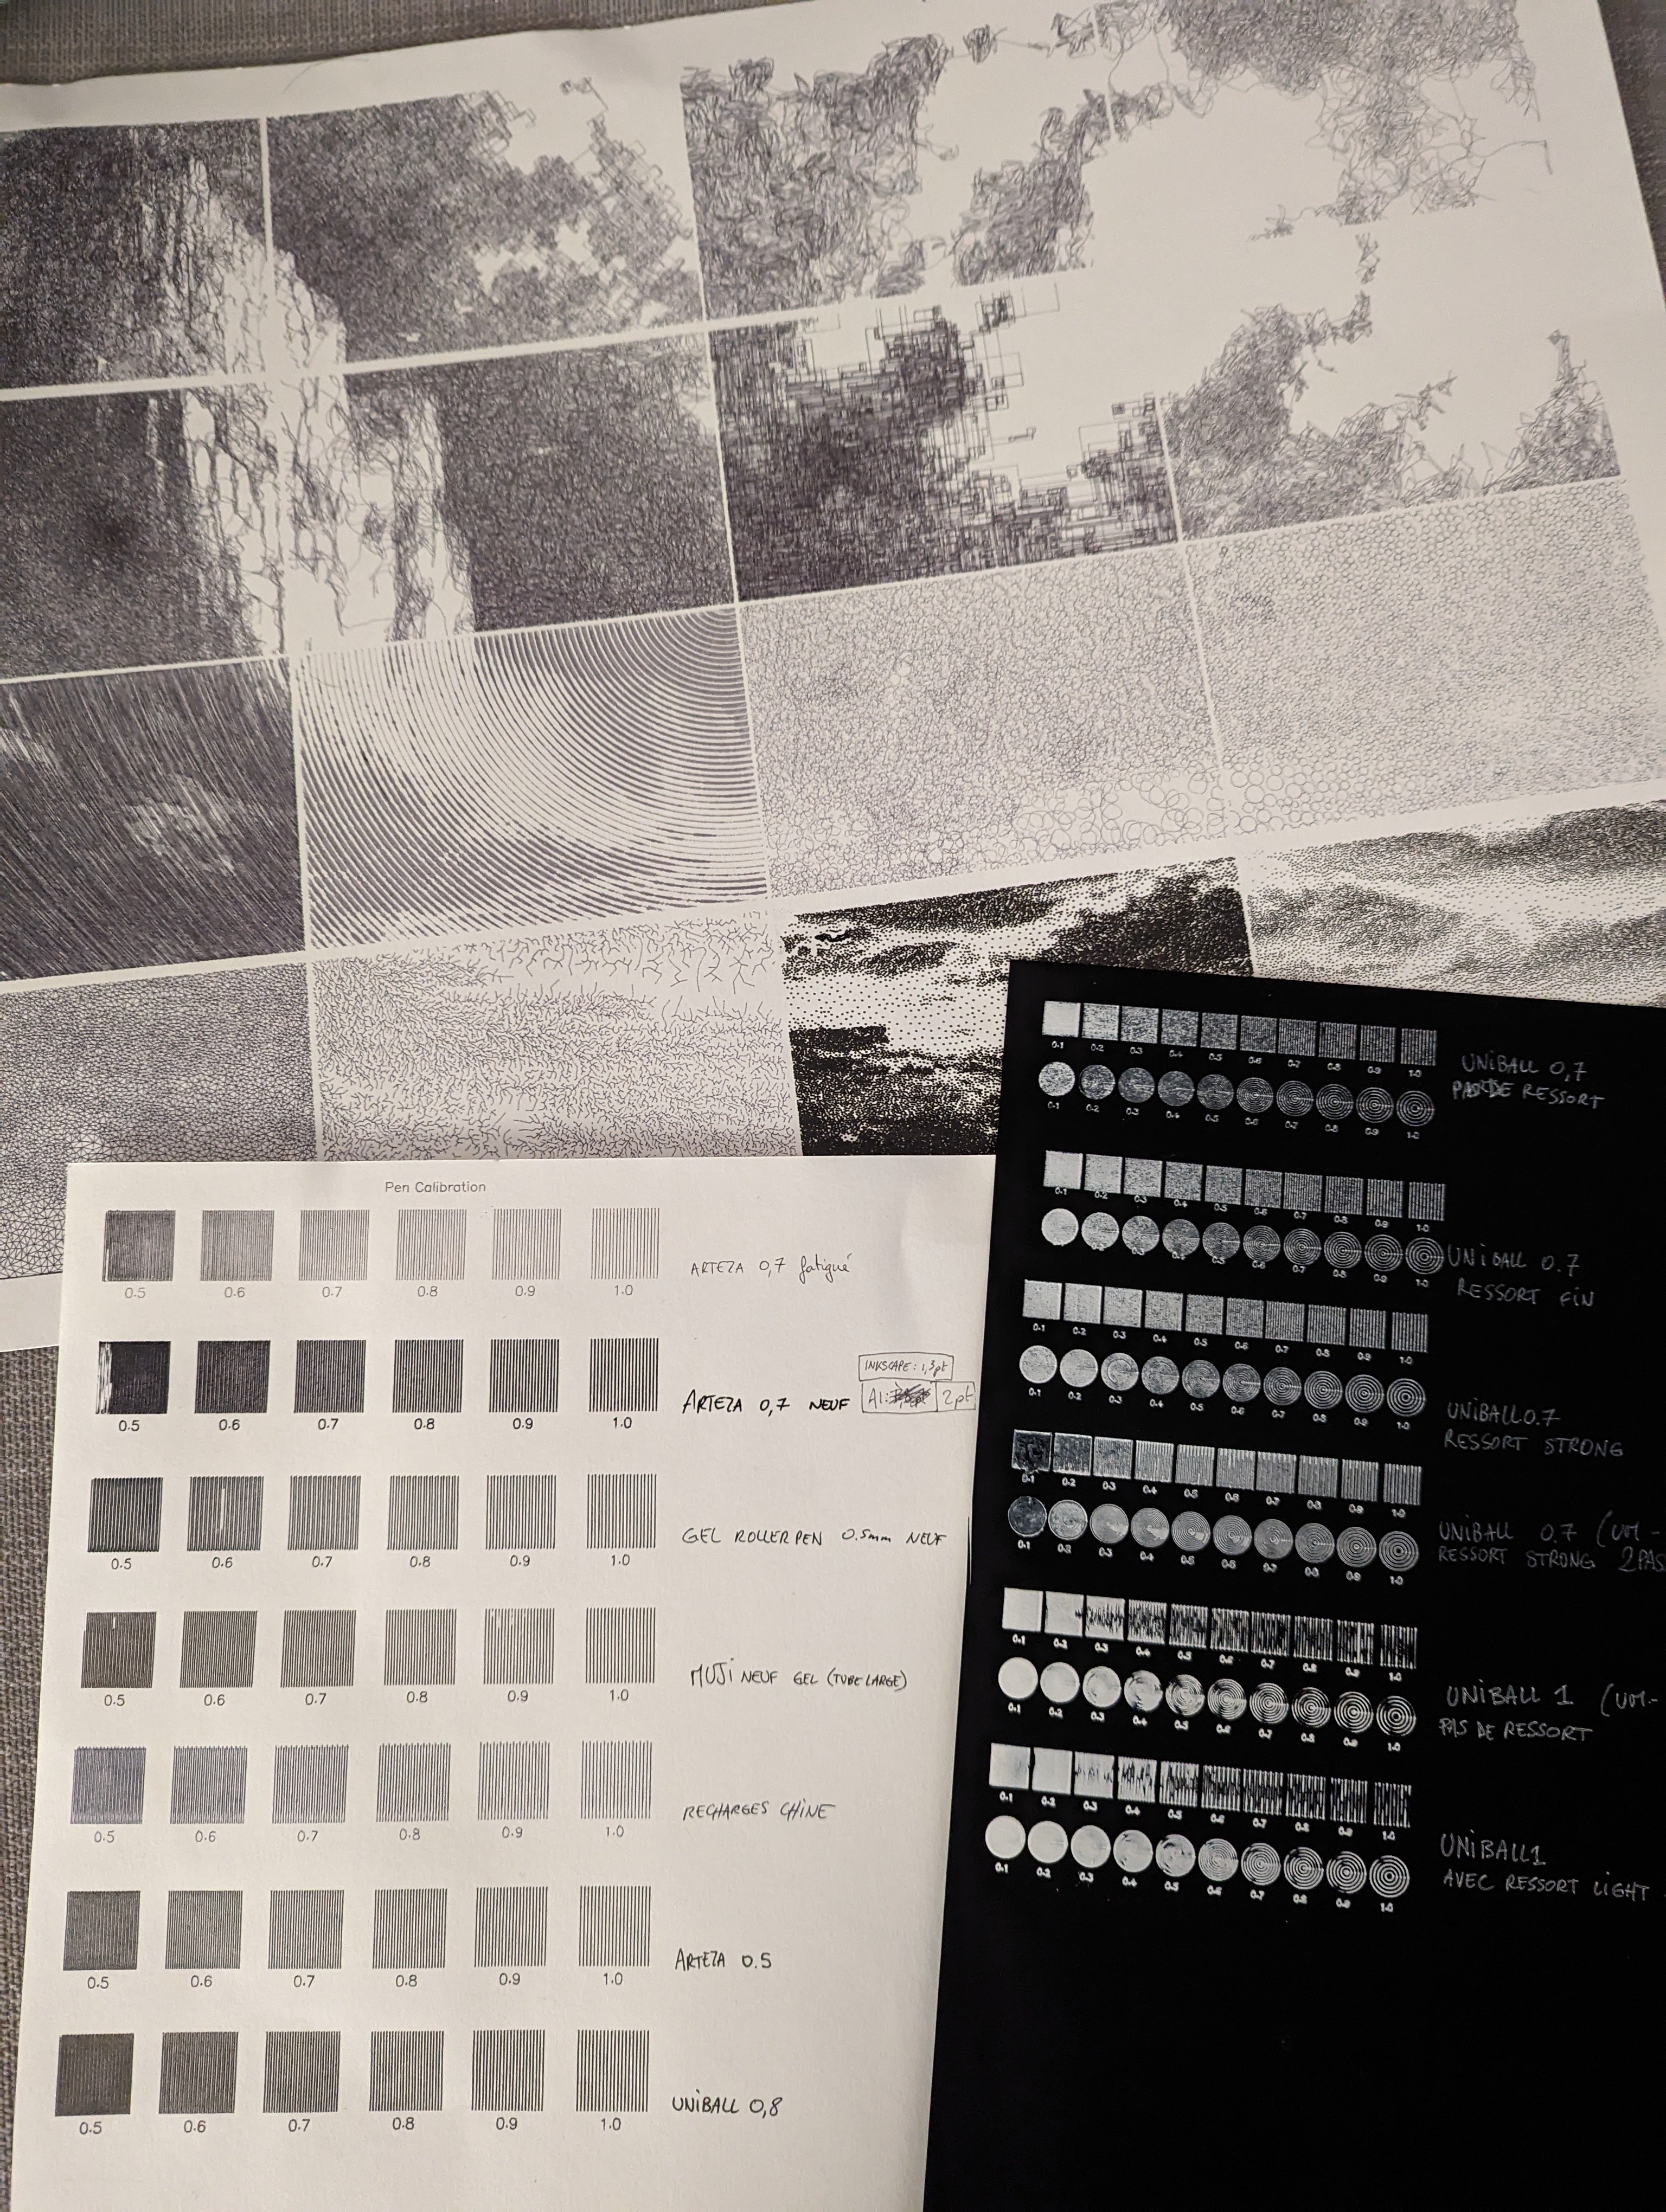 Pen Calibration
0.5 0.6 0.7 0.8 0.9 1.0
ARTEZA 0,7 fatigué
0.5 0.6 0.7 0.8 0.9 1.0
ARTEZA 0,7 NEUF
INKSCAPE: 1,3pt
AI: 2pt
0.5 0.6 0.7 0.8 0.9 1.0
GEL ROLLER PEN 0.5mm NEUF
0.5 0.6 0.7 0.8 0.9 1.0
MUJI NEUF GEL (TUBE LARGE)
0.5 0.6 0.7 0.8 0.9 1.0
RECHARGES CHINE
0.5 0.6 0.7 0.8 0.9 1.0
ARTEZA 0.5
0.5 0.6 0.7 0.8 0.9 1.0
UNIBALL 0,8
0.5 0.6 0.7 0.8 0.9 1.0
0.1 0.2 0.3 0.4 0.5 0.6 0.7 0.8 0.9 1.0
0.1 0.2 0.3 0.4 0.5 0.6 0.7 0.8 0.9 1.0
UNIBALL 0,7
PAS DE RESSORT
0.1 0.2 0.3 0.4 0.5 0.6 0.7 0.8 0.9 1.0
0.3 0.5 0.6 0.7 0.8 0.9 1.0
UNIBALL 0.7
RESSORT FIN
0.1 0.2 0.3 0.4 0.5 0.6 0.7 0.8 0.9 1.0
0.1 0.2 0.3 0.4 0.5 0.6 0.7 0.8 0.9 1.0
UNIBALL 0.7
RESSORT STRONG
0.1 0.2 0.3 0.4 0.5 0.6 0.7 0.8 0.9 1.0
0.1 0.2 0.3 0.4 0.5 0.6 0.7 0.8 0.9 1.0
UNIBALL 0.7
RESSORT STRONG 2PAS
0.1 0.2 0.3 0.4 0.5 0.6 0.7 0.8 0.9 1.0
0.1 0.2 0.3 0.4 0.5 0.6 0.7 0.8 0.9 1.0
UNIBALL 1
PAS DE RESSORT
0.1 0.2 0.3 0.4 0.5 0.6 0.7 0.8 0.9 1.0
0.1 0.2 0.3 0.4 0.5 0.6 0.7 0.8 0.9 1.0
UNIBALL1
AVEC RESSORT LIGHT